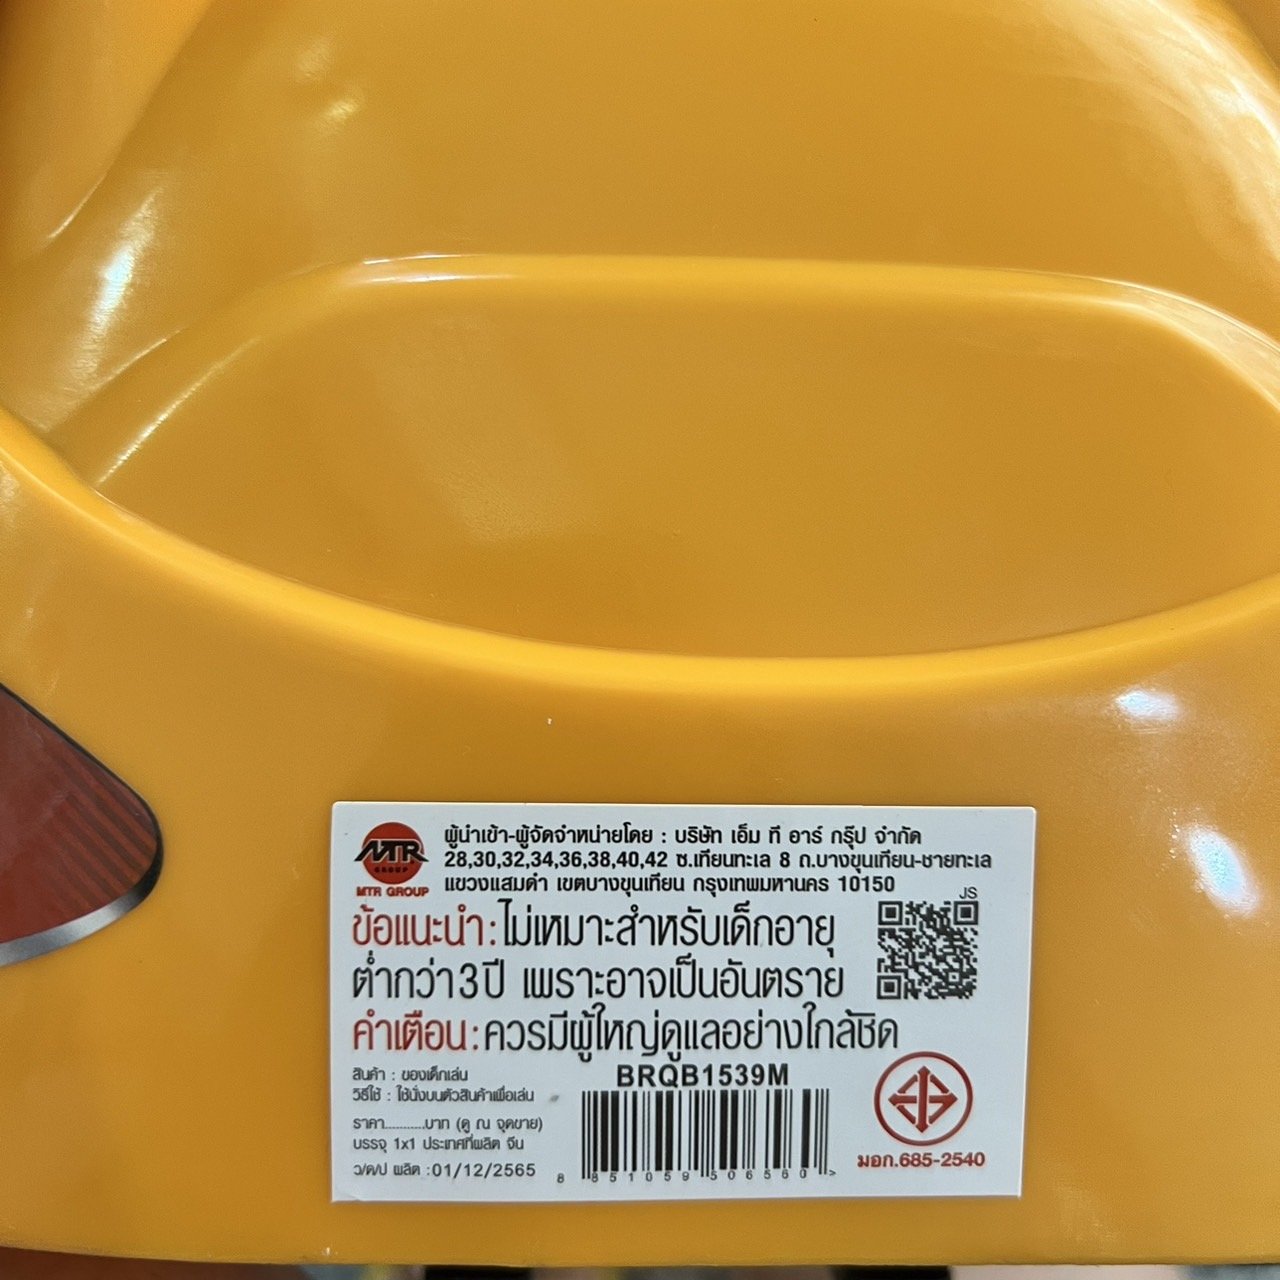 MTR
GROUP
MTR GROUP
ผู้นำเข้า-ผู้จัดจำหน่ายโดย : บริษัท เอ็ม ที อาร์ กรุ๊ป จำกัด
28,30,32,34,36,38,40,42 ซ.เทียนทะเล 8 ถ.บางขุนเทียน-ชายทะเล
แขวงแสมดำ เขตบางขุนเทียน กรุงเทพมหานคร 10150
JS
ข้อแนะนำ:ไม่เหมาะสำหรับเด็กอายุ
ต่ำกว่า3ปี เพราะอาจเป็นอันตราย
คำเตือน:ควรมีผู้ใหญ่ดูแลอย่างใกล้ชิด
สินค้า : ของเด็กเล่น
วิธีใช้ : ใช้นั่งบนตัวสินค้าเพื่อเล่น
ราคา...........บาท (ดู ณ จุดขาย)
บรรจุ 1x1 ประเทศที่ผลิต จีน
ว/ด/ป ผลิต :01/12/2565
BRQB1539M
8 851059 506560 >
มอก.685-2540